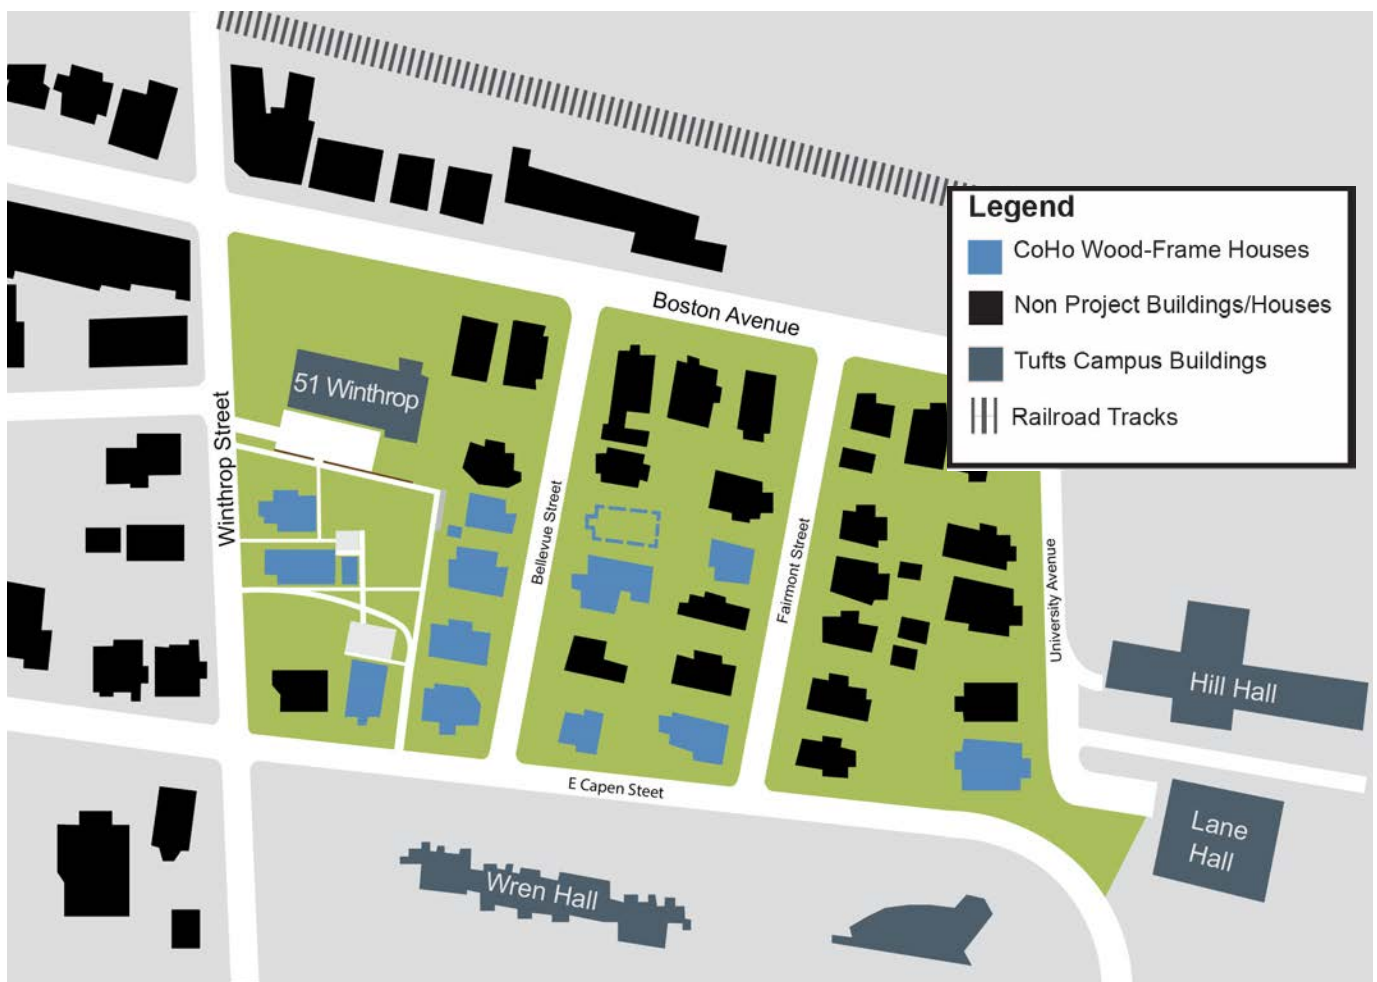 Legend
CoHo Wood-Frame Houses
Non Project Buildings/Houses
Tufts Campus Buildings
Railroad Tracks
Boston Avenue
51 Winthrop
Winthrop Street
Bellevue Street
Fairmont Street
University Avenue
Hill Hall
E Capen Steet
Lane
Hall
Wren Hall